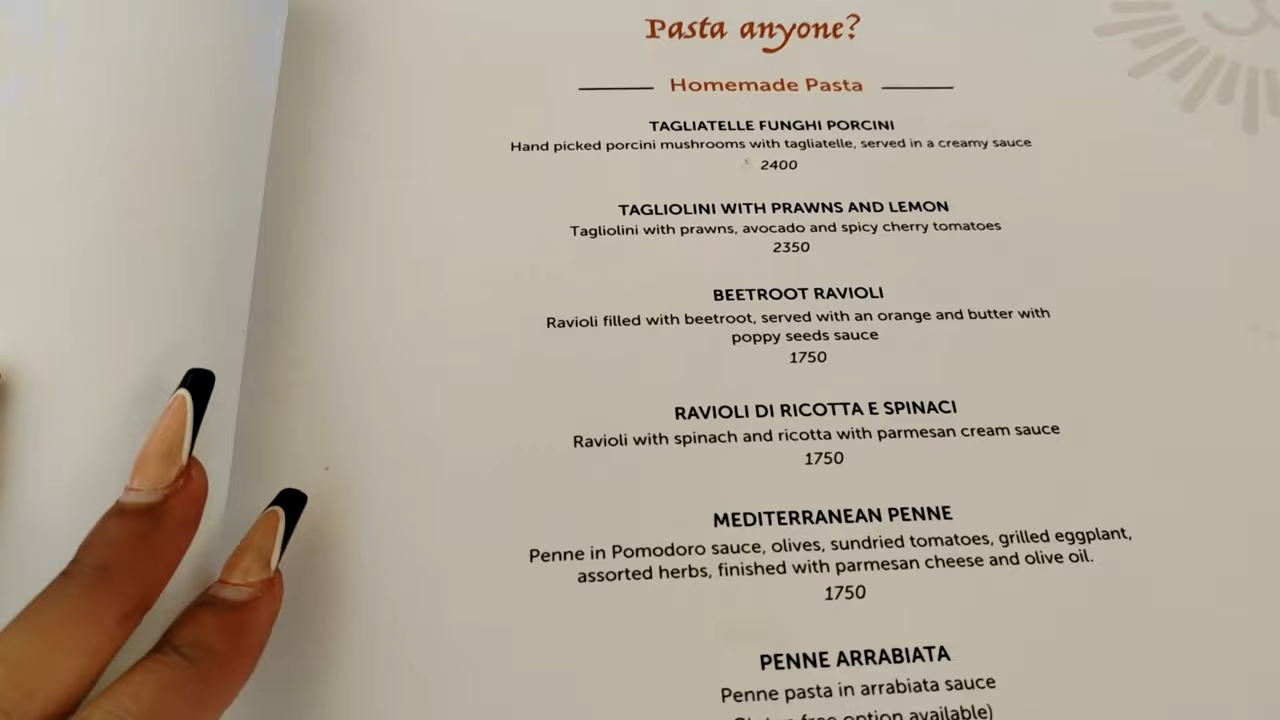 Pasta anyone?
Homemade Pasta
TAGLIATELLE FUNGHI PORCINI
Hand picked porcini mushrooms with tagliatelle, served in a creamy sauce
2400
TAGLIOLINI WITH PRAWNS AND LEMON
Tagliolini with prawns, avocado and spicy cherry tomatoes
2350
BEETROOT RAVIOLI
Ravioli filled with beetroot, served with an orange and butter with
poppy seeds sauce
1750
RAVIOLI DI RICOTTA E SPINACI
Ravioli with spinach and ricotta with parmesan cream sauce
1750
MEDITERRANEAN PENNE
Penne in Pomodoro sauce, olives, sundried tomatoes, grilled eggplant,
assorted herbs, finished with parmesan cheese and olive oil.
1750
PENNE ARRABIATA
Penne pasta in arrabiata sauce
free option available)